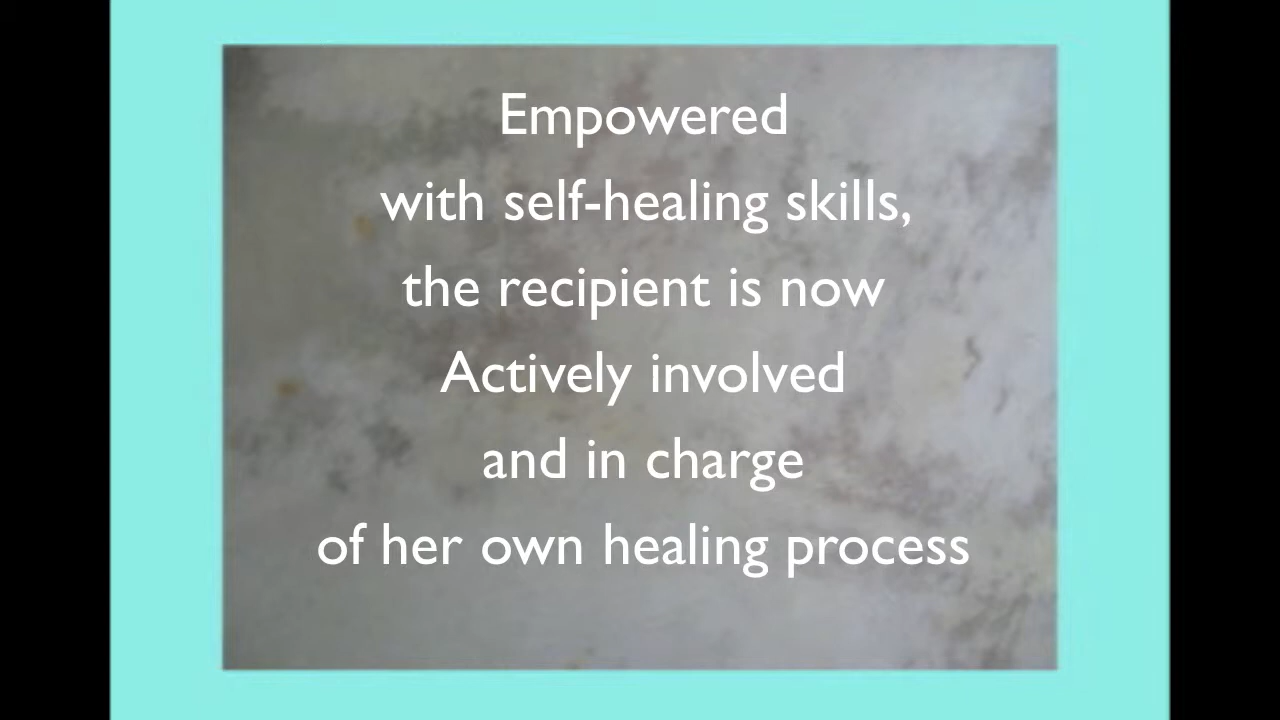 Empowered
with self-healing skills,
the recipient is now
Actively involved
and in charge
of her own healing process